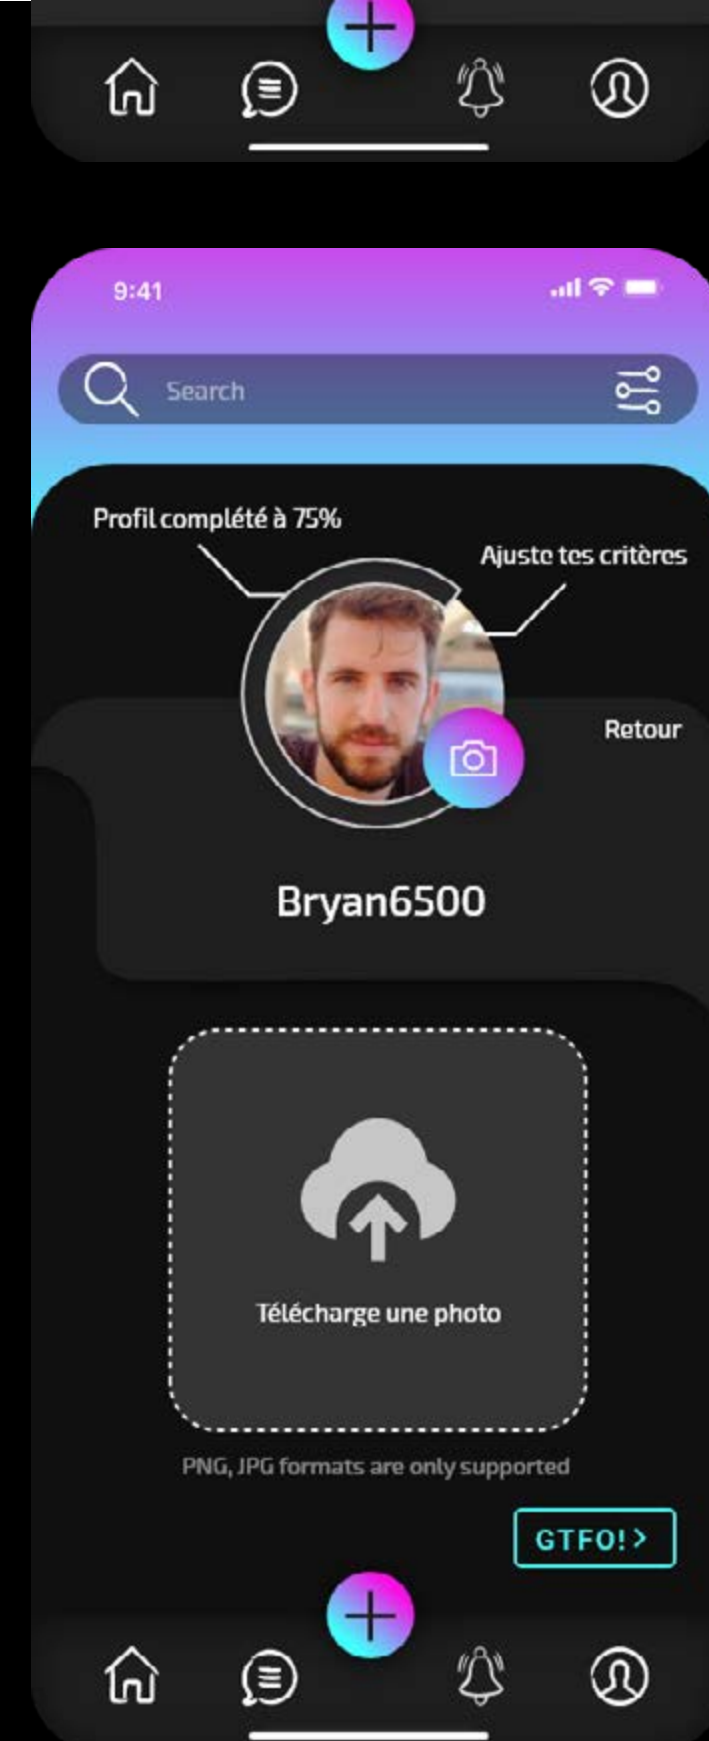 9:41
Search
Profil complété à 75%
Ajuste tes critères
Retour
Bryan6500
Télécharge une photo
PNG, JPG formats are only supported
GTFO! >